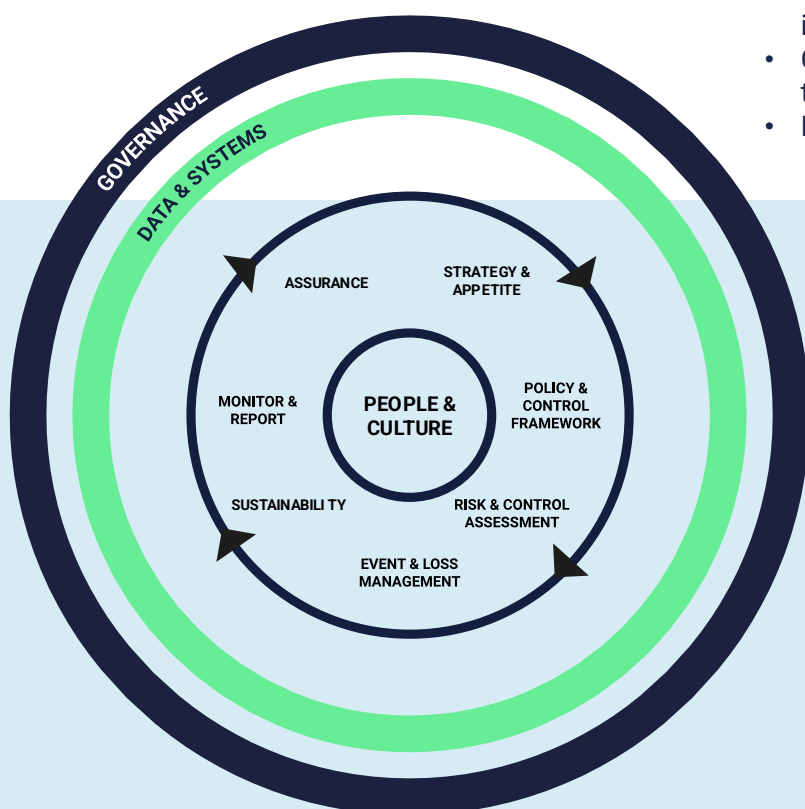 GOVERNANCE
DATA & SYSTEMS
ASSURANCE
STRATEGY &
APPETITE
MONITOR &
REPORT
PEOPLE &
CULTURE
POLICY &
CONTROL
FRAMEWORK
SUSTAINABILI TY
RISK & CONTROL
ASSESSMENT
EVENT & LOSS
MANAGEMENT